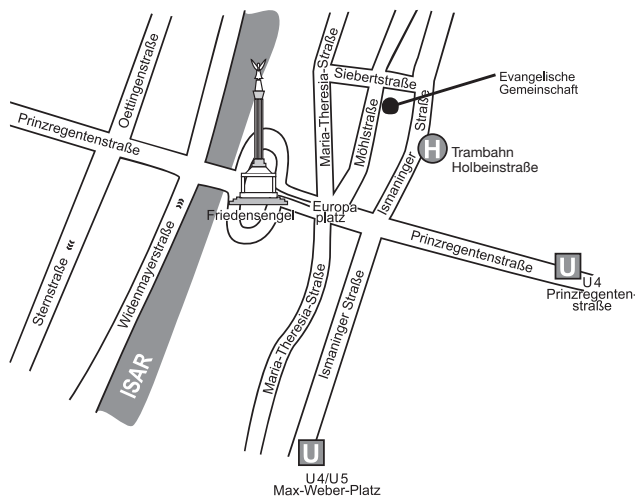 Oettingenstraße
Maria-Theresia-Straße
Siebertstraße
Evangelische
Gemeinschaft
Möhlstraße
Ismaninger
Straße
H
Trambahn
Holbeinstraße
Prinzregentenstraße
Friedensengel
Europa
platz
Prinzregentenstraße
U
U4
Prinzregenten-
straße
Sternstraße
Widenmayerstraße
ISAR
Maria-Theresia-Straße
Ismaninger Straße
U
U4/U5
Max-Weber-Platz